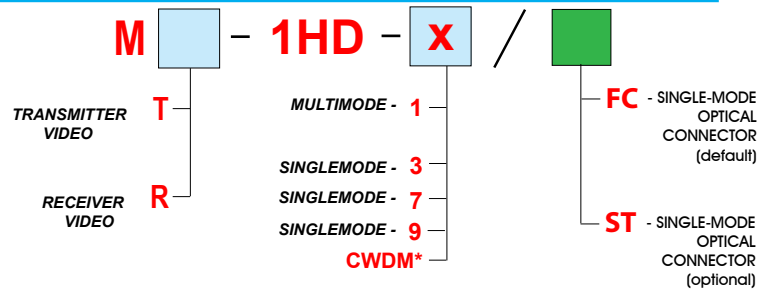 M – 1HD – x /
TRANSMITTER
VIDEO
T
RECEIVER
VIDEO
R
MULTIMODE - 1
SINGLEMODE - 3
SINGLEMODE - 7
SINGLEMODE - 9
CWDM*
FC - SINGLE-MODE
OPTICAL
CONNECTOR
(default)
ST - SINGLE-MODE
OPTICAL
CONNECTOR
(optional)